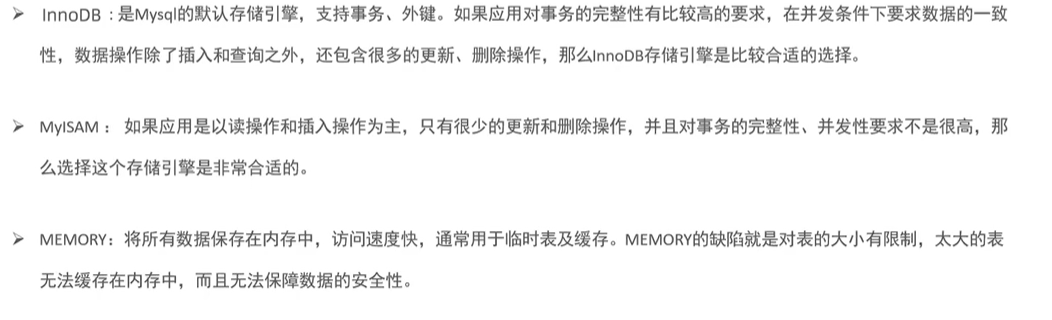 ➢ InnoDB : 是Mysql的默认存储引擎，支持事务、外键。如果应用对事务的完整性有比较高的要求，在并发条件下要求数据的一致
性，数据操作除了插入和查询之外，还包含很多的更新、删除操作，那么InnoDB存储引擎是比较合适的选择。
➢ MyISAM ： 如果应用是以读操作和插入操作为主，只有很少的更新和删除操作，并且对事务的完整性、并发性要求不是很高，那
么选择这个存储引擎是非常合适的。
➢ MEMORY：将所有数据保存在内存中，访问速度快，通常用于临时表及缓存。MEMORY的缺陷就是对表的大小有限制，太大的表
无法缓存在内存中，而且无法保障数据的安全性。